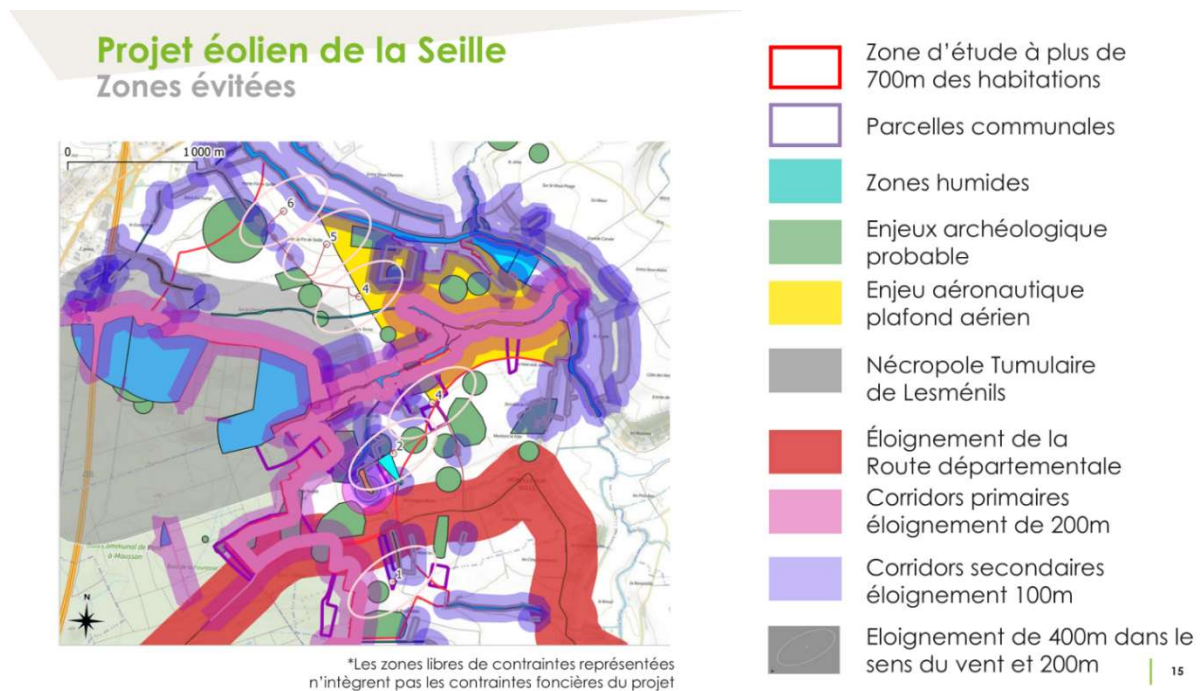 Projet éolien de la Seille
Zones évitées
0
1 000 m
6
5
4
4
2
1
N
*Les zones libres de contraintes représentée
n'intègrent pas les contraintes foncières du projet
Zone d'étude à plus de
700m des habitations
Parcelles communales
Zones humides
Enjeux archéologique
probable
Enjeu aéronautique
plafond aérien
Nécropole Tumulaire
de Lesménils
Éloignement de la
Route départementale
Corridors primaires
éloignement de 200m
Corridors secondaires
éloignement 100m
Eloignement de 400m dans le
sens du vent et 200m
15